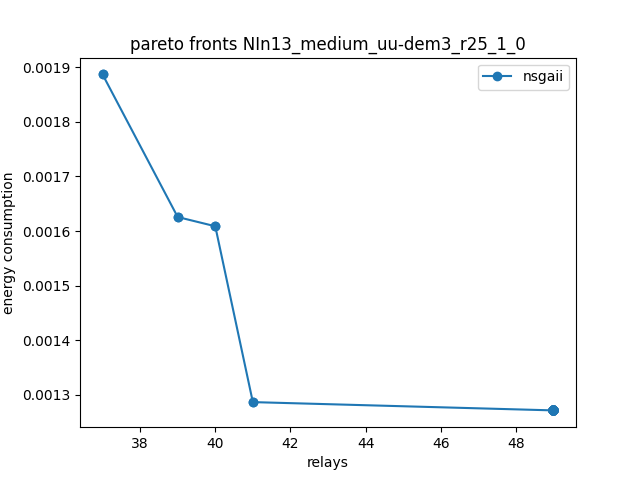 pareto fronts NIn13_medium_uu-dem3_r25_1_0
nsgaii
0.0019
0.0018
0.0017
0.0016
0.0015
0.0014
0.0013
energy consumption
38 40 42 44 46 48
relays